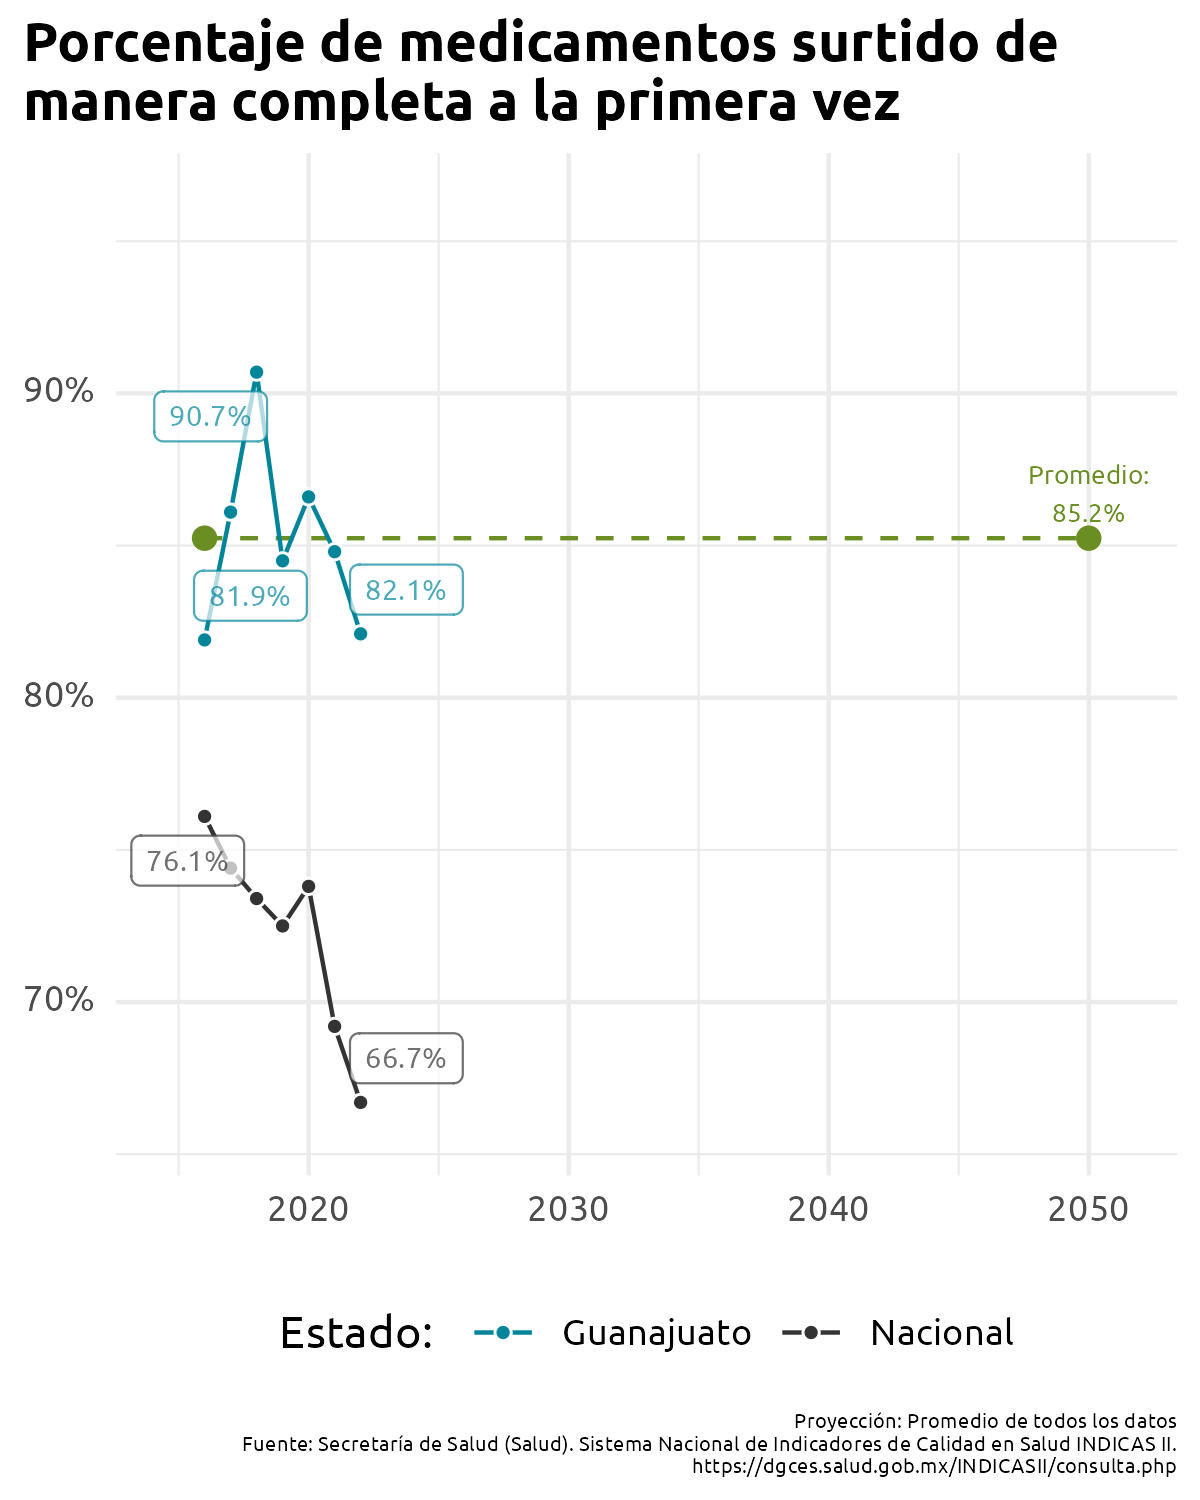 Porcentaje de medicamentos surtido de
manera completa a la primera vez
90%
80%
70%
90.7%
81.9%
82.1%
Promedio:
85.2%
76.1%
66.7%
2020
2030
2040
2050
Estado:
Guanajuato
Nacional
Proyección: Promedio de todos los datos
Fuente: Secretaría de Salud (Salud). Sistema Nacional de Indicadores de Calidad en Salud INDICAS II.
https://dgces.salud.gob.mx/INDICASII/consulta.php